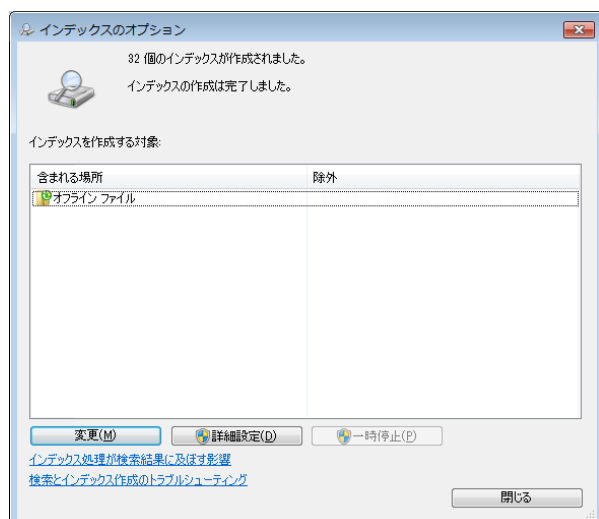 インデックスのオプション
32 個のインデックスが作成されました。
インデックスの作成は完了しました。
インデックスを作成する対象:
含まれる場所
除外
オフライン ファイル
変更(M)
詳細設定(D)
一時停止(P)
インデックス処理が検索結果に及ぼす影響
検索とインデックス作成のトラブルシューティング
閉じる